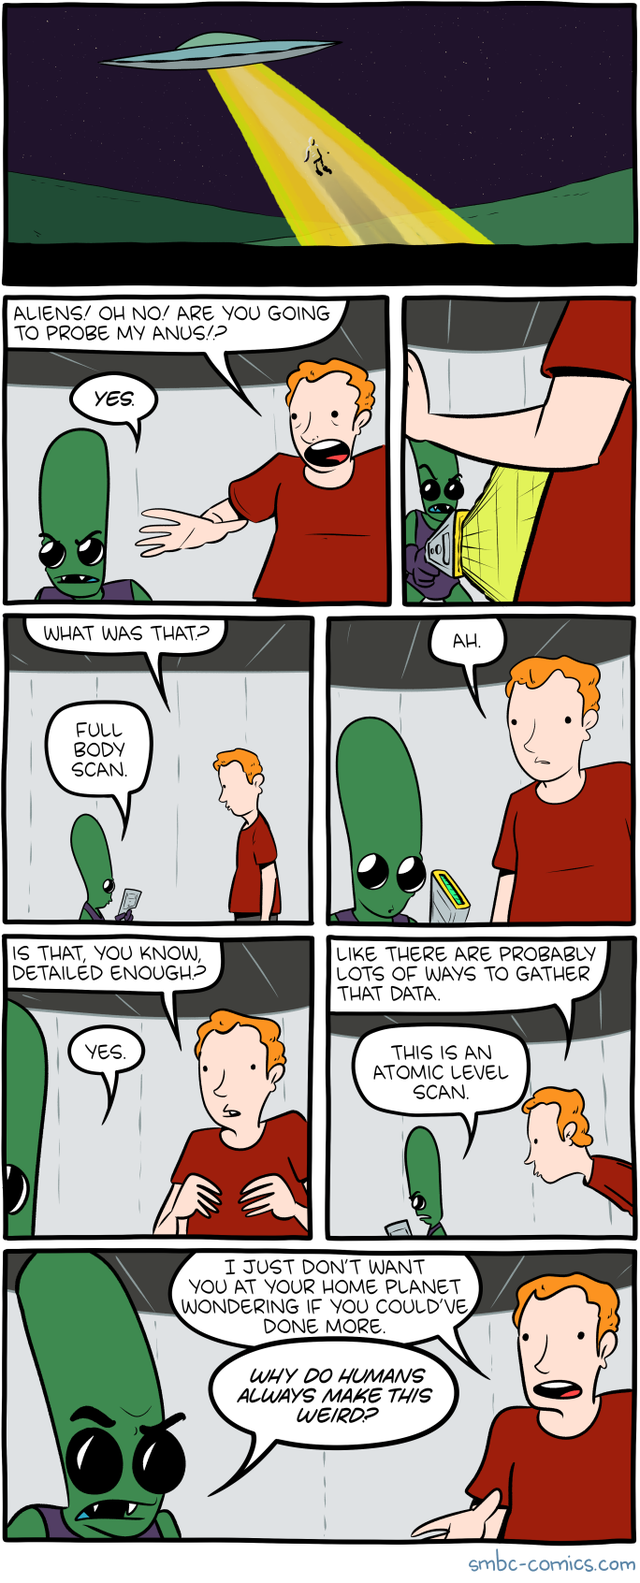 ALIENS! OH NO! ARE YOU GOING
TO PROBE MY ANUS!?
YES.
WHAT WAS THAT?
FULL
BODY
SCAN.
AH.
IS THAT, YOU KNOW,
DETAILED ENOUGH?
YES.
LIKE THERE ARE PROBABLY
LOTS OF WAYS TO GATHER
THAT DATA.
THIS IS AN
ATOMIC LEVEL
SCAN.
I JUST DON'T WANT
YOU AT YOUR HOME PLANET
WONDERING IF YOU COULD'VE
DONE MORE.
WHY DO HUMANS
ALWAYS MAKE THIS
WEIRD?
smbc-comics.com